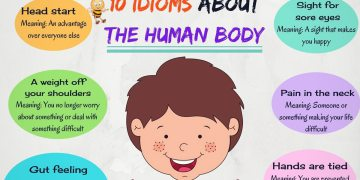 10 IDIOMS ABOUT
THE HUMAN BODY
Head start
Meaning: An advantage
over everyone else
A weight off
your shoulders
Meaning: You no longer worry
about something or deal with
something difficult
Gut feeling
Sight for
sore eyes
Meaning: A sight that makes
you happy
Pain in the neck
Meaning: Someone or
something making your life
difficult
Hands are tied
Meaning: You are prevented